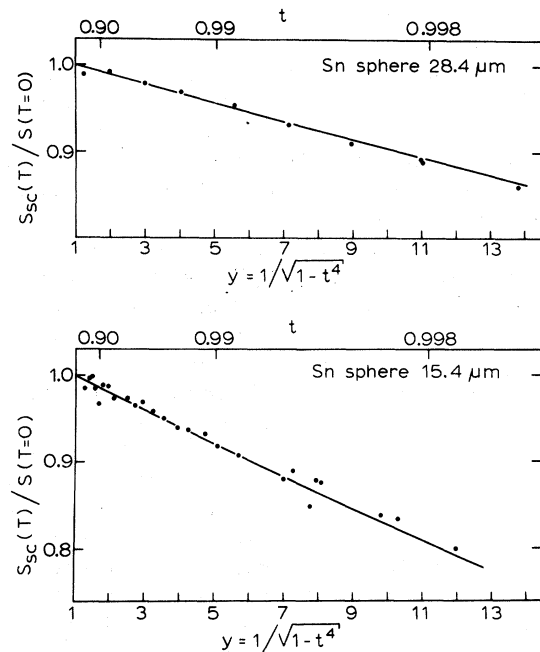 t
0.90 0.99 0.998
Sn sphere 28.4 μm
1.0
0.9
S_SC(T) / S(T=0)
1 3 5 7 9 11 13
y = 1/√1-t⁴
t
0.90 0.99 0.998
Sn sphere 15.4 μm
1.0
0.9
0.8
S_SC(T) / S(T=0)
1 3 5 7 9 11 13
y = 1/√1-t⁴